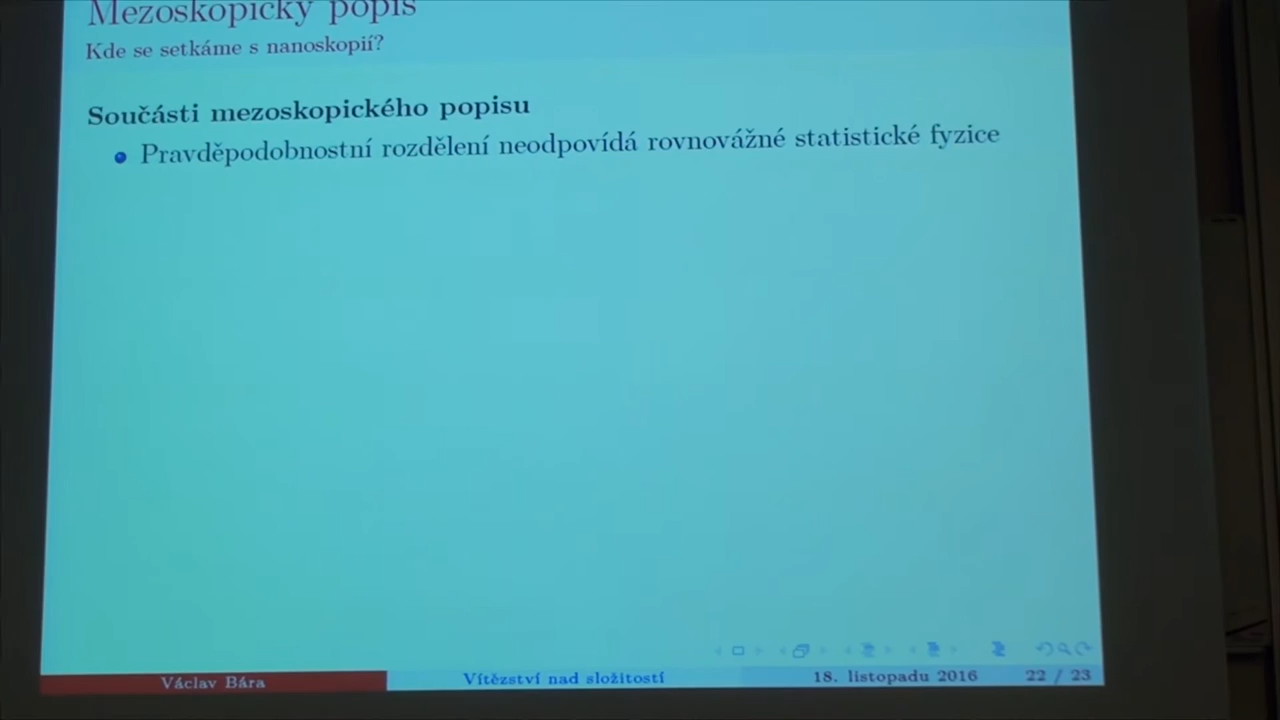 Mezoskopický popis
Kde se setkáme s nanoskopií?
Součásti mezoskopického popisu
Pravděpodobnostní rozdělení neodpovídá rovnovážné statistické fyzice
Václav Bára Vítězství nad složitostí 18. listopadu 2016 22 / 23